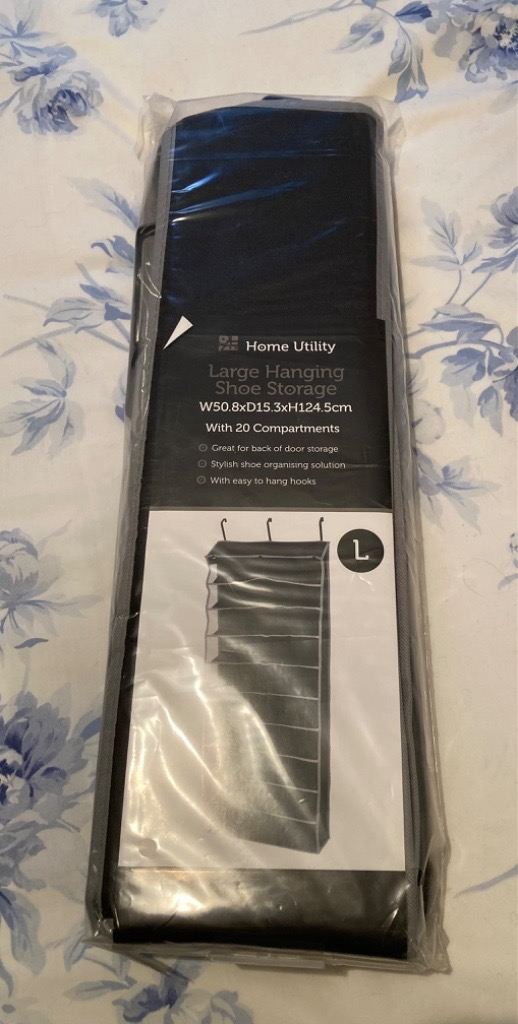 Home Utility
Large Hanging
Shoe Storage
W50.8xD15.3xH124.5cm
With 20 Compartments
Great for back of door storage
Stylish shoe organising solution
With easy to hang hooks
L